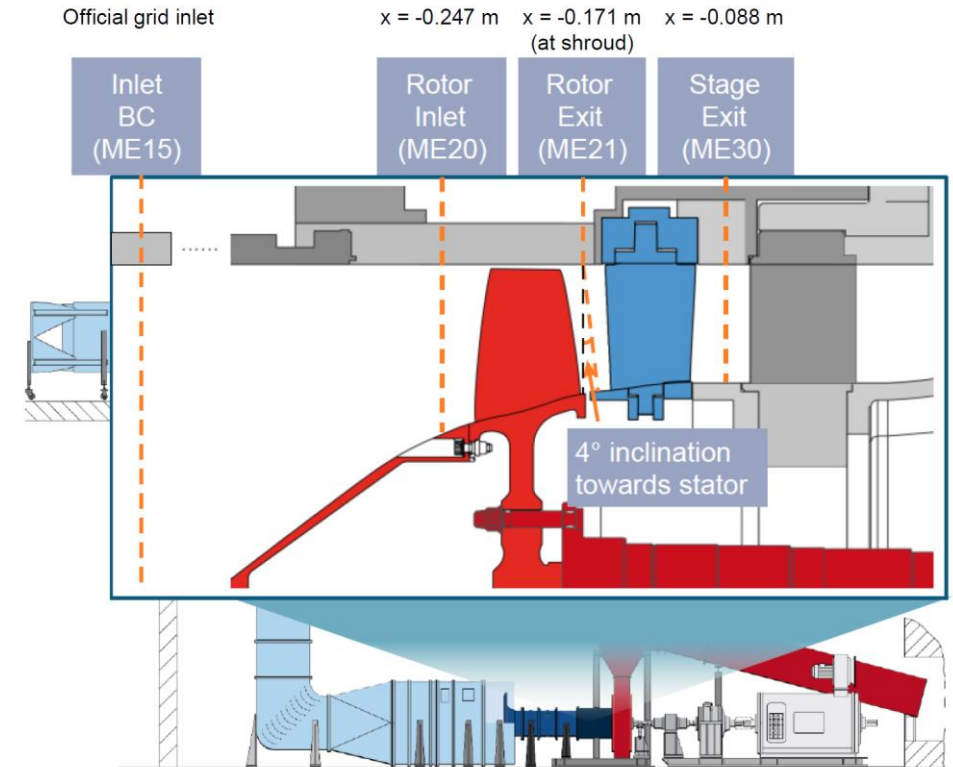 Official grid inlet
x = -0.247 m
x = -0.171 m
(at shroud)
x = -0.088 m
Inlet
BC
(ME15)
Rotor
Inlet
(ME20)
Rotor
Exit
(ME21)
Stage
Exit
(ME30)
4° inclination
towards stator